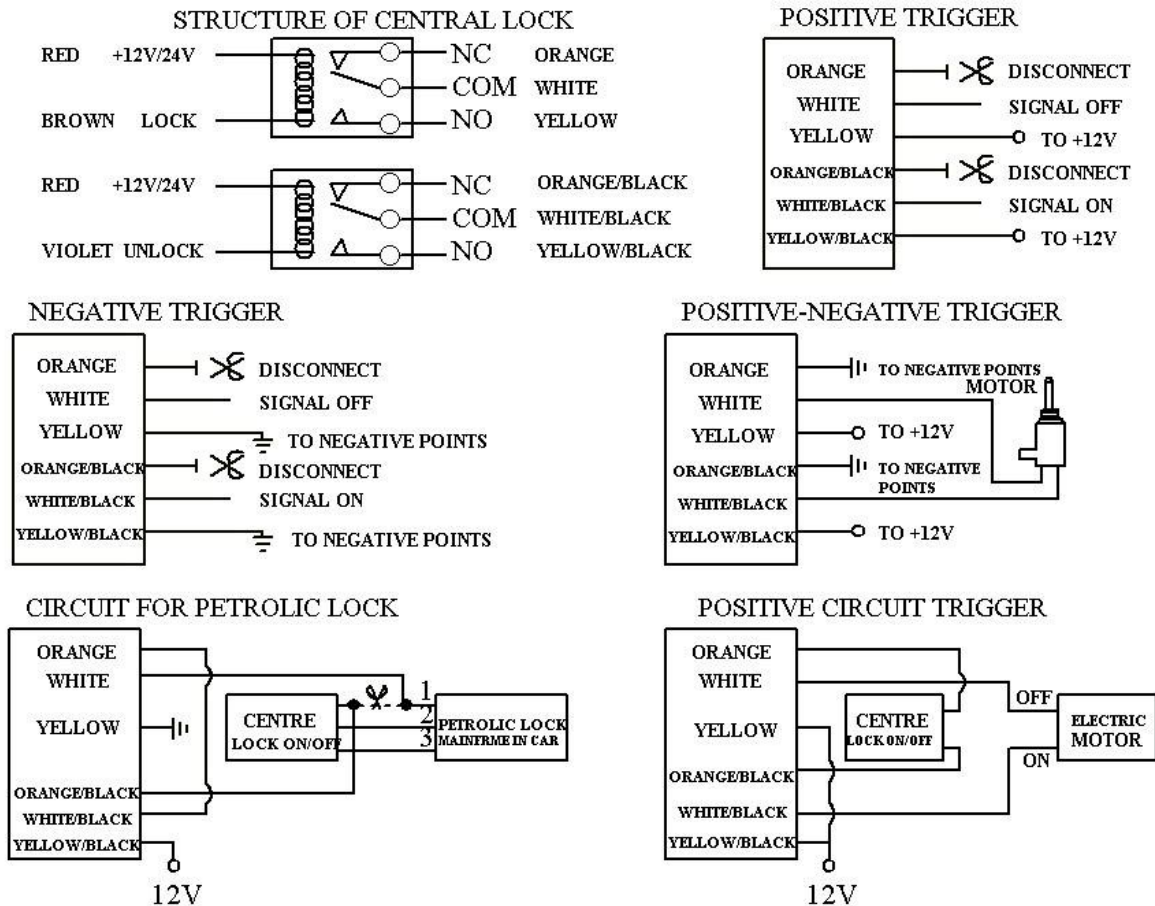 STRUCTURE OF CENTRAL LOCK
RED +12V/24V NC ORANGE
COM WHITE
BROWN LOCK NO YELLOW
RED +12V/24V NC ORANGE/BLACK
COM WHITE/BLACK
VIOLET UNLOCK NO YELLOW/BLACK
POSITIVE TRIGGER
ORANGE DISCONNECT
WHITE SIGNAL OFF
YELLOW TO +12V
ORANGE/BLACK DISCONNECT
WHITE/BLACK SIGNAL ON
YELLOW/BLACK TO +12V
NEGATIVE TRIGGER
ORANGE DISCONNECT
WHITE SIGNAL OFF
YELLOW TO NEGATIVE POINTS
ORANGE/BLACK DISCONNECT
WHITE/BLACK SIGNAL ON
YELLOW/BLACK TO NEGATIVE POINTS
POSITIVE-NEGATIVE TRIGGER
ORANGE TO NEGATIVE POINTS
MOTOR
WHITE
YELLOW TO +12V
ORANGE/BLACK TO NEGATIVE
POINTS
WHITE/BLACK
YELLOW/BLACK TO +12V
CIRCUIT FOR PETROLIC LOCK
ORANGE
WHITE
YELLOW
ORANGE/BLACK
WHITE/BLACK
YELLOW/BLACK
12V
CENTRE
LOCK ON/OFF
1
2
3
PETROLIC LOCK
MAINFRME IN CAR
POSITIVE CIRCUIT TRIGGER
ORANGE
WHITE
YELLOW
ORANGE/BLACK
WHITE/BLACK
YELLOW/BLACK
12V
CENTRE
LOCK ON/OFF
OFF
ON
ELECTRIC
MOTOR